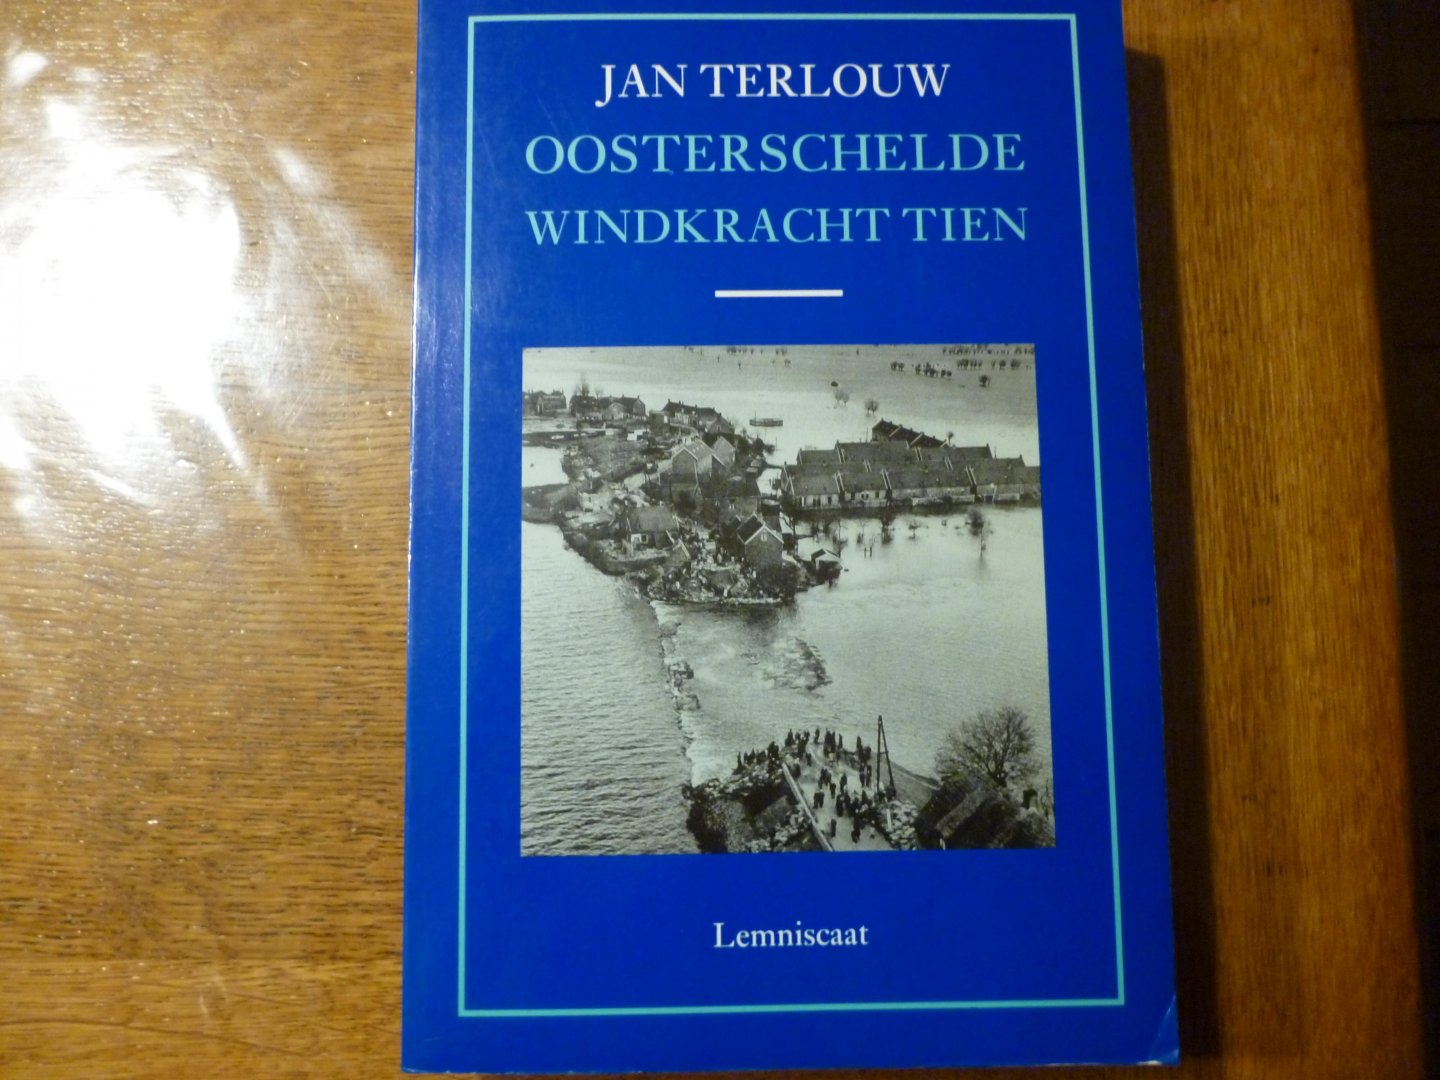 JAN TERLOUW
OOSTERSCHELDE
WINDKRACHT TIEN
Lemniscaat